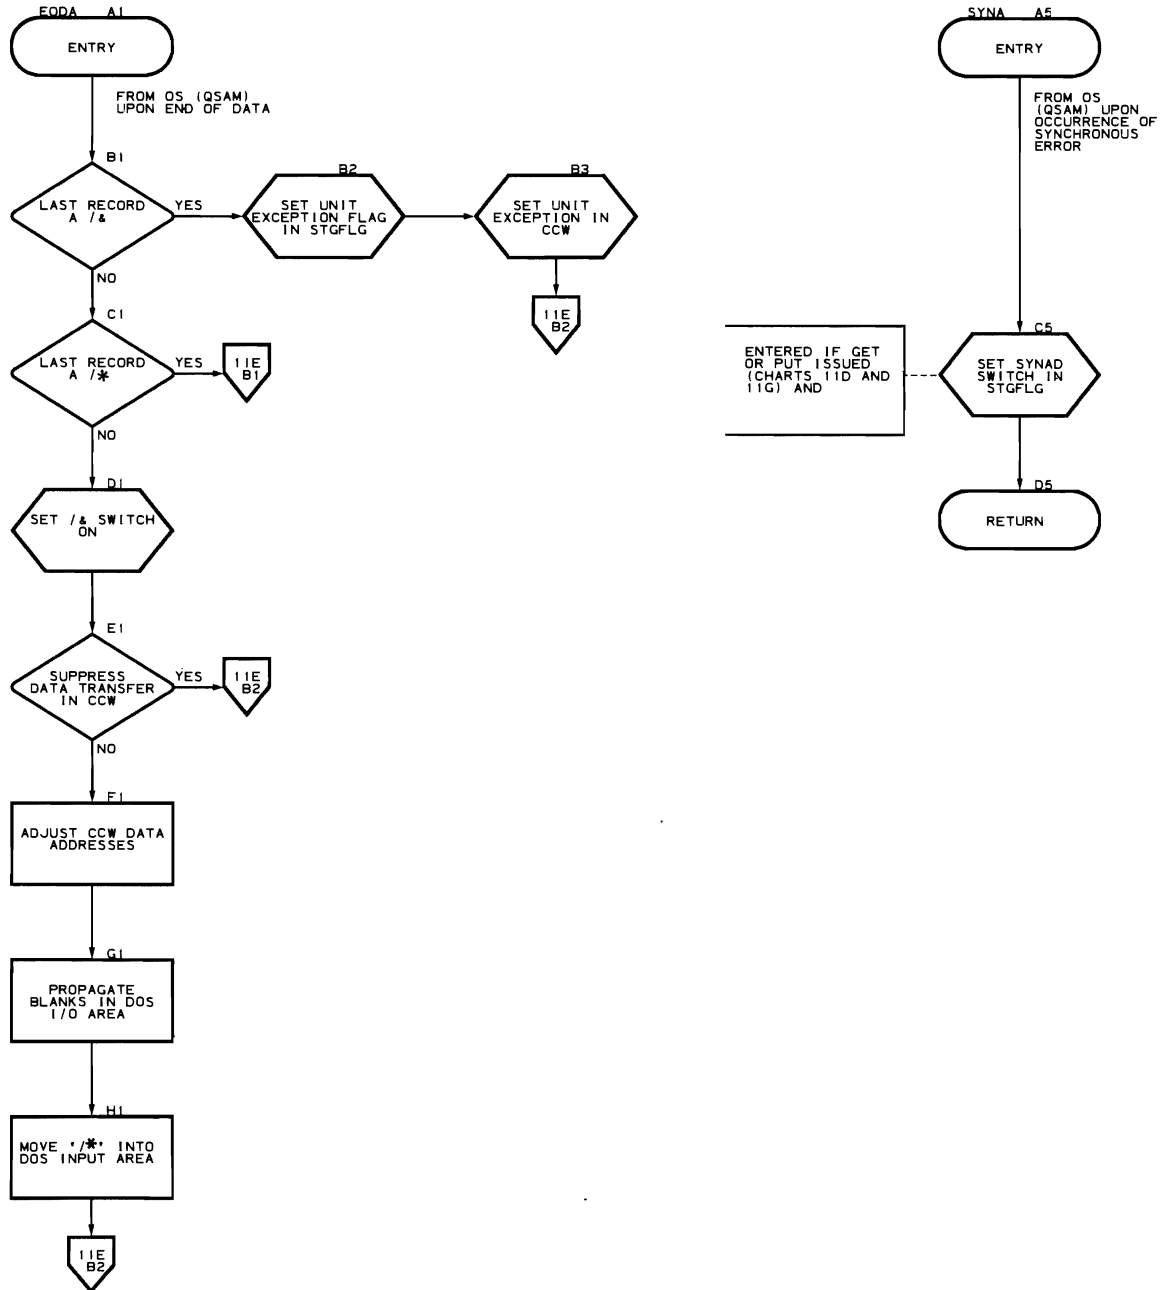 EODA A1
ENTRY
FROM OS (QSAM)
UPON END OF DATA
B1
LAST RECORD
A /&
YES
NO
B2
SET UNIT
EXCEPTION FLAG
IN STGFLG
B3
SET UNIT
EXCEPTION IN
CCW
11E
B2
C1
LAST RECORD
A /*
YES
NO
11E
B1
D1
SET /& SWITCH
ON
E1
SUPPRESS
DATA TRANSFER
IN CCW
YES
NO
11E
B2
F1
ADJUST CCW DATA
ADDRESSES
G1
PROPAGATE
BLANKS IN DOS
I/O AREA
H1
MOVE '/*' INTO
DOS INPUT AREA
11E
B2
SYNA A5
ENTRY
FROM OS
(QSAM) UPON
OCCURRENCE OF
SYNCHRONOUS
ERROR
ENTERED IF GET
OR PUT ISSUED
(CHARTS 11D AND
11G) AND
C5
SET SYNAD
SWITCH IN
STGFLG
D5
RETURN